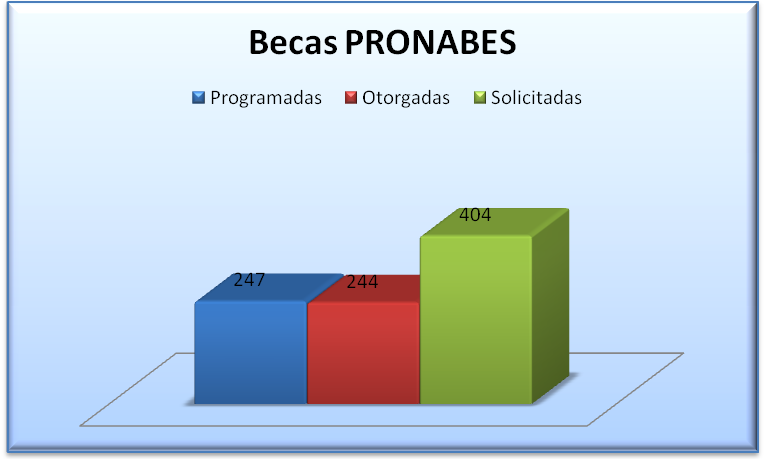 Becas PRONABES
Programadas Otorgadas Solicitadas
404
247 244